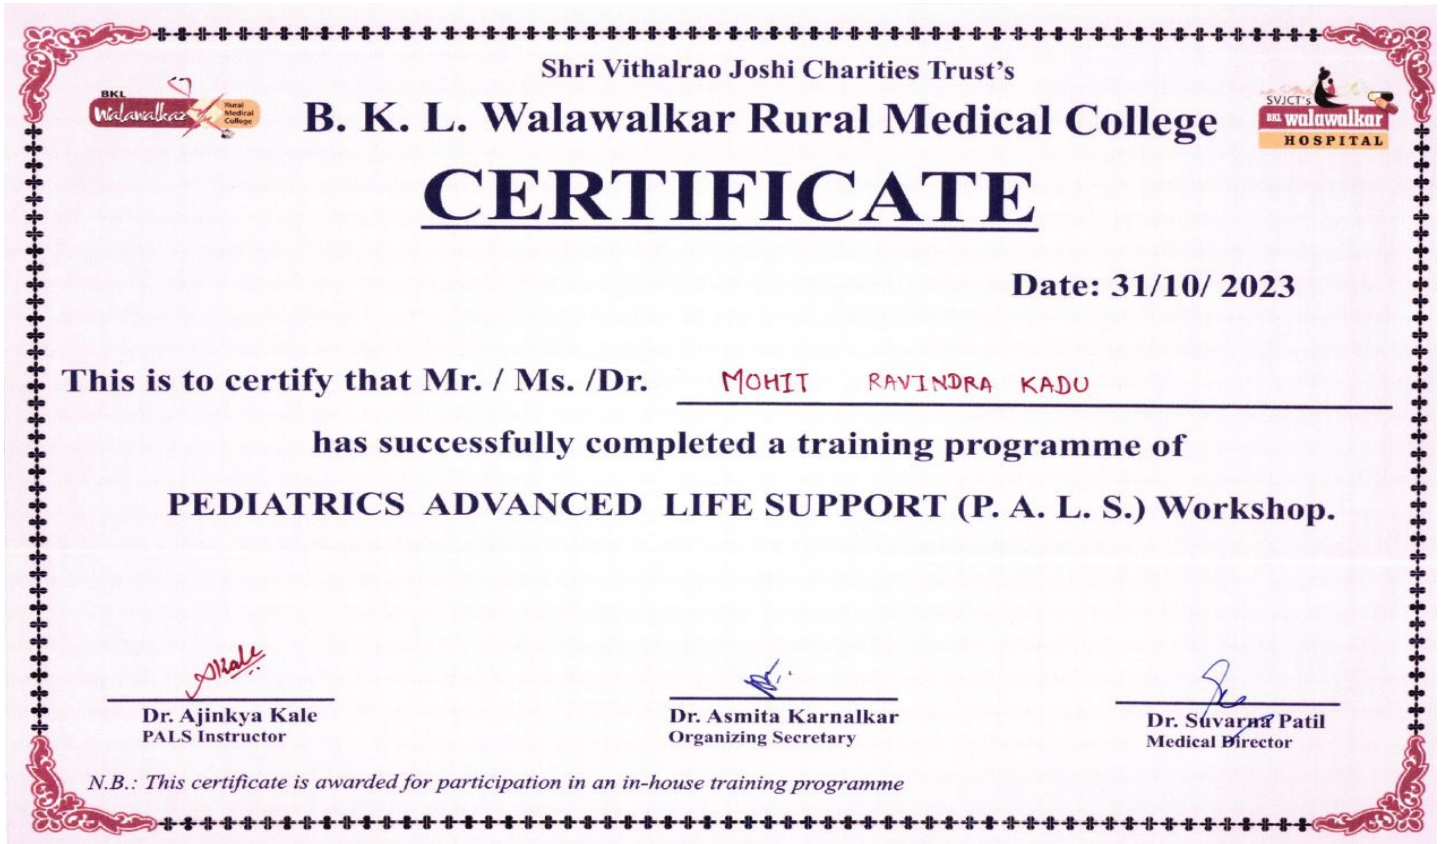 Shri Vithalrao Joshi Charities Trust's
BKL
Walawalkar
Rural
Medical
College
B. K. L. Walawalkar Rural Medical College
SVJCT's
BKL walawalkar
HOSPITAL
CERTIFICATE
Date: 31/10/ 2023
This is to certify that Mr. / Ms. /Dr. MOHIT RAVINDRA KADU
has successfully completed a training programme of
PEDIATRICS ADVANCED LIFE SUPPORT (P. A. L. S.) Workshop.
AKale
Dr. Ajinkya Kale
PALS Instructor
Dr. Asmita Karnalkar
Organizing Secretary
Dr. Suvarna Patil
Medical Director
N.B.: This certificate is awarded for participation in an in-house training programme